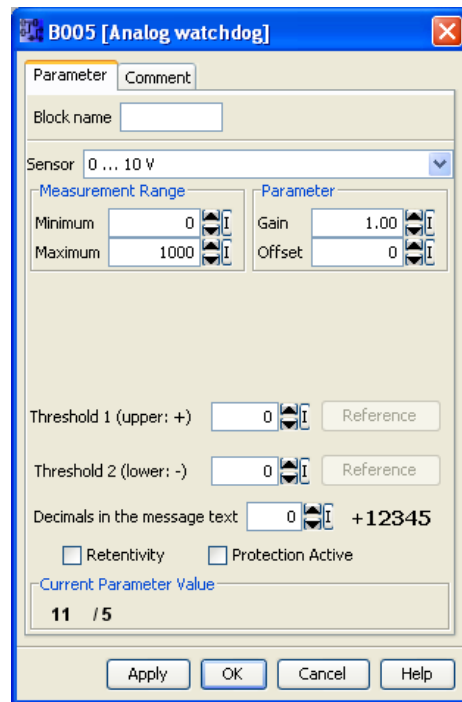 B005 [Analog watchdog]
Parameter Comment
Block name
Sensor 0 ... 10 V
Measurement Range Parameter
Minimum 0 Gain 1.00
Maximum 1000 Offset 0
Threshold 1 (upper: +) 0 Reference
Threshold 2 (lower: -) 0 Reference
Decimals in the message text 0 +12345
Retentivity Protection Active
Current Parameter Value
11 /5
Apply OK Cancel Help